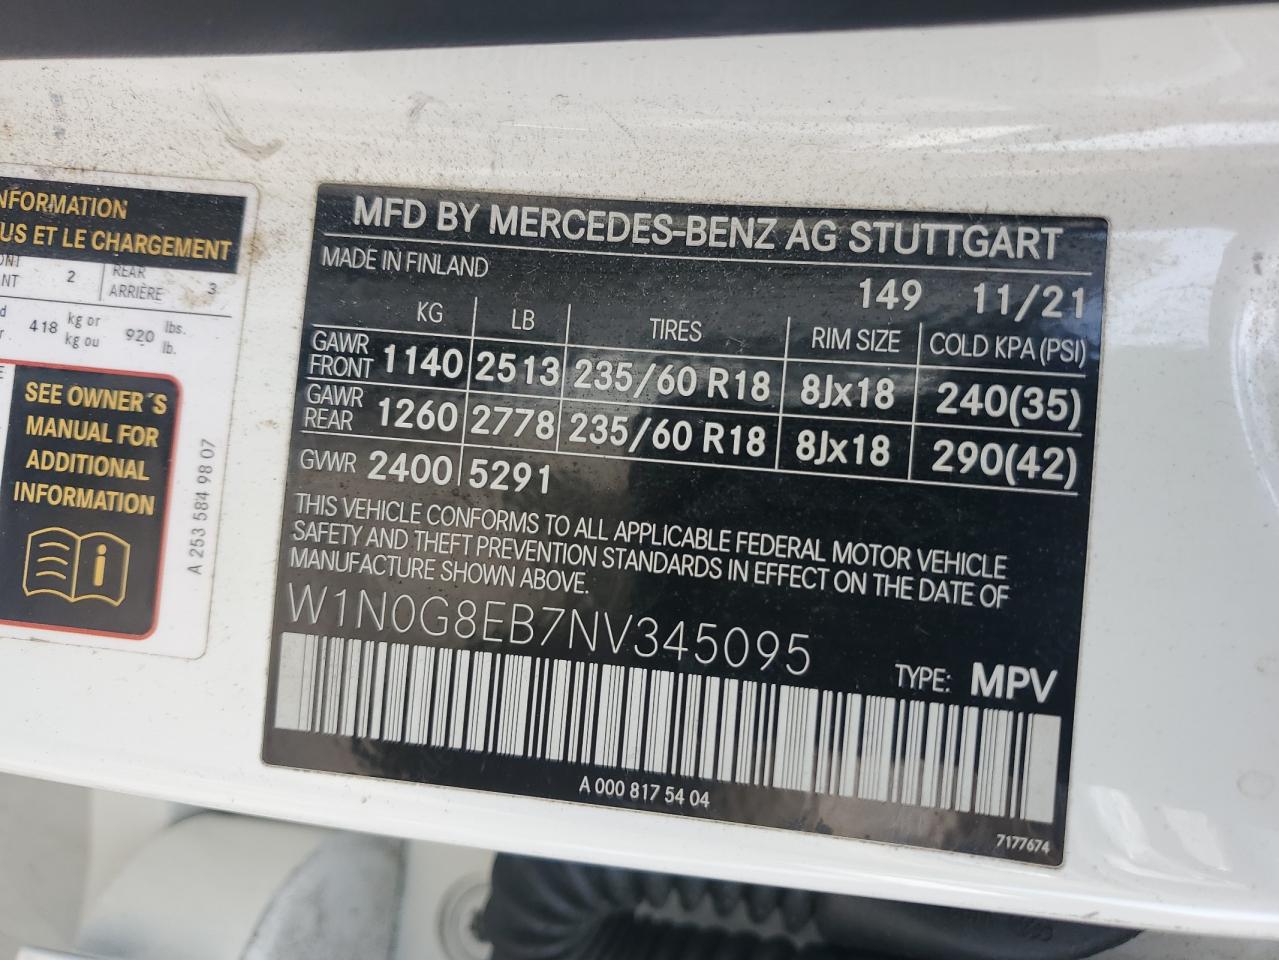 NFORMATION
US ET LE CHARGEMENT
ONT
NT
2
REAR
ARRIÈRE
3
418
kg or
kg ou
920
lbs.
lb.
SEE OWNER´S
MANUAL FOR
ADDITIONAL
INFORMATION
A 253 584 98 07
MFD BY MERCEDES-BENZ AG STUTTGART
MADE IN FINLAND
149 11/21
KG LB TIRES RIM SIZE COLD KPA (PSI)
GAWR FRONT 1140 2513 235/60 R18 8Jx18 240(35)
GAWR REAR 1260 2778 235/60 R18 8Jx18 290(42)
GVWR 2400 5291
THIS VEHICLE CONFORMS TO ALL APPLICABLE FEDERAL MOTOR VEHICLE
SAFETY AND THEFT PREVENTION STANDARDS IN EFFECT ON THE DATE OF
MANUFACTURE SHOWN ABOVE.
W1N0G8EB7NV345095
TYPE: MPV
A 000 817 54 04
7177674